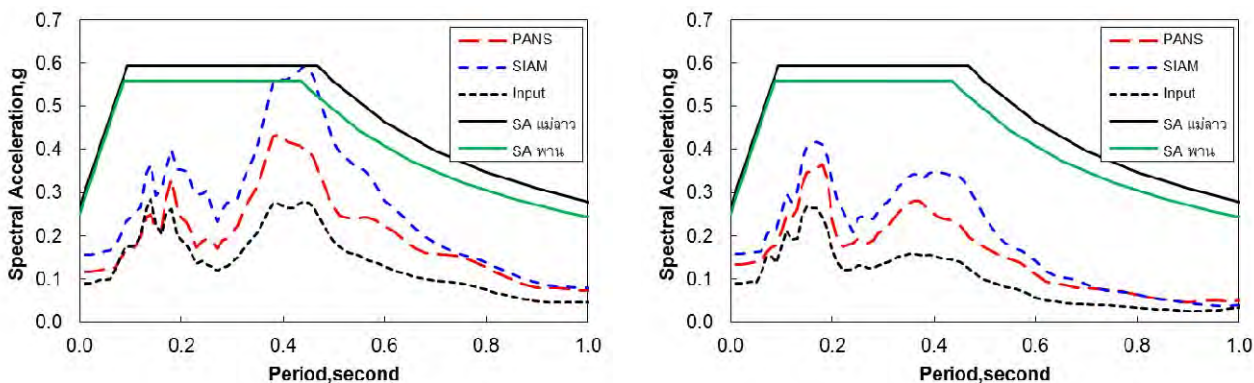 Spectral Acceleration,g
0.7
0.6
0.5
0.4
0.3
0.2
0.1
0.0
PANS
SIAM
Input
SA แม่ลาว
SA พาน
0.0 0.2 0.4 0.6 0.8 1.0
Period,second
Spectral Acceleration,g
0.7
0.6
0.5
0.4
0.3
0.2
0.1
0.0
PANS
SIAM
Input
SA แม่ลาว
SA พาน
0.0 0.2 0.4 0.6 0.8 1.0
Period,second